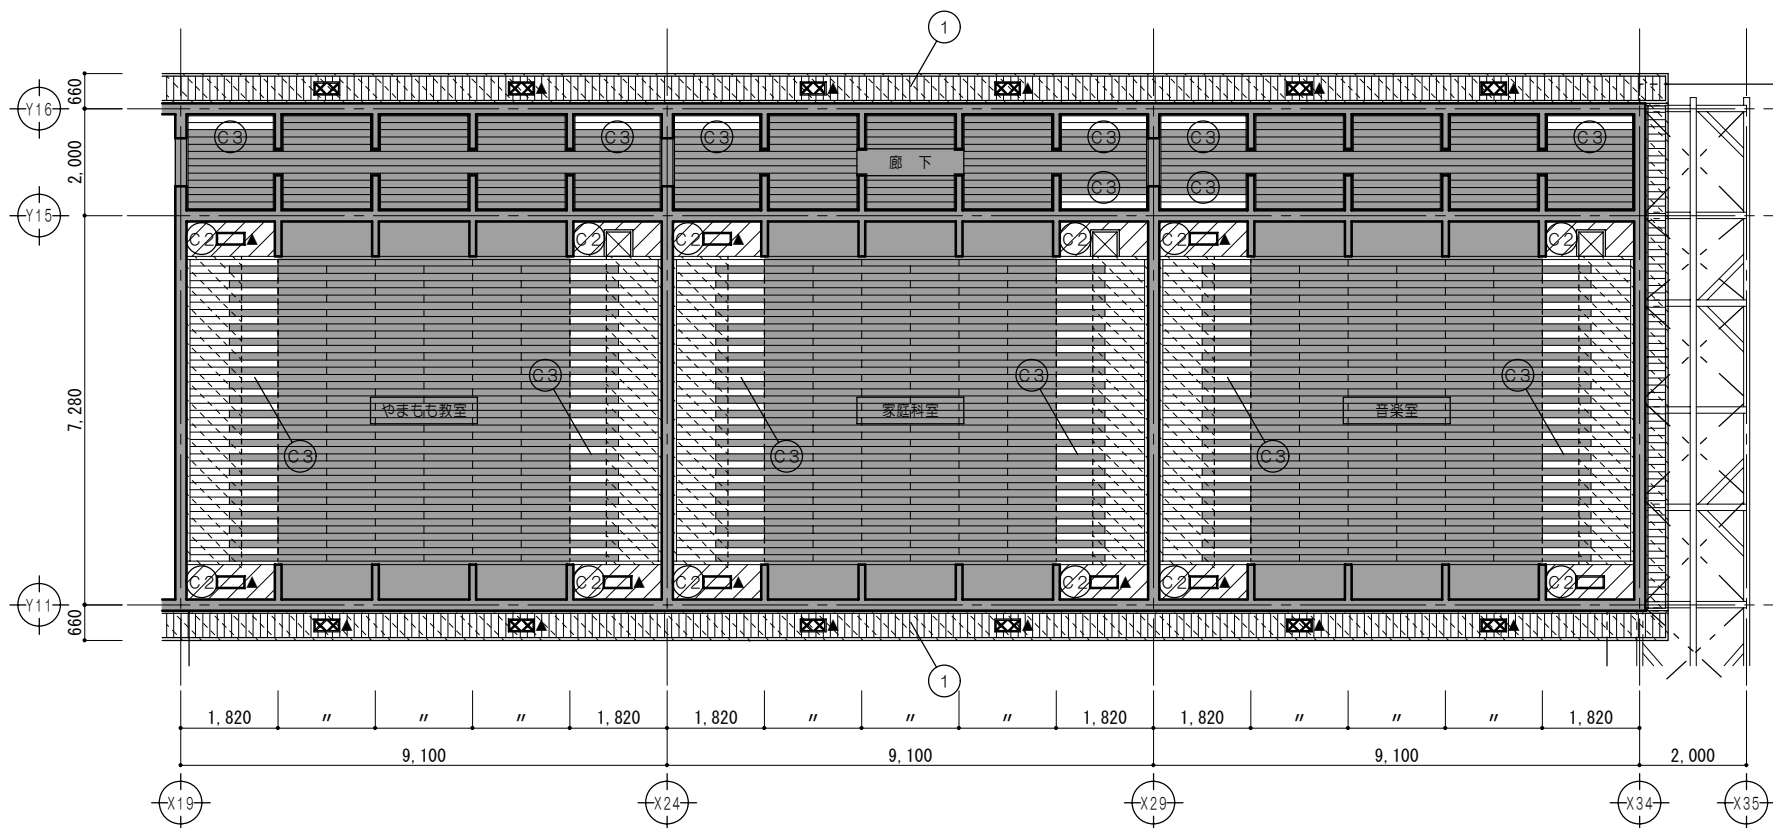 1
660
Y16
C3 C3 C3 C3 C3 C3
2,000
廊 下
C3 C3
Y15
C2 C2 C2 C2 C2 C2
C3 C3 C3
7,280
やまもも教室 家庭科室 音楽室
C3 C3 C3
C2 C2 C2 C2 C2 C2
Y11
660
1
1,820 〃 〃 〃 1,820 1,820 〃 〃 〃 1,820 1,820 〃 〃 〃 1,820
9,100 9,100 9,100 2,000
X19 X24 X29 X34 X35